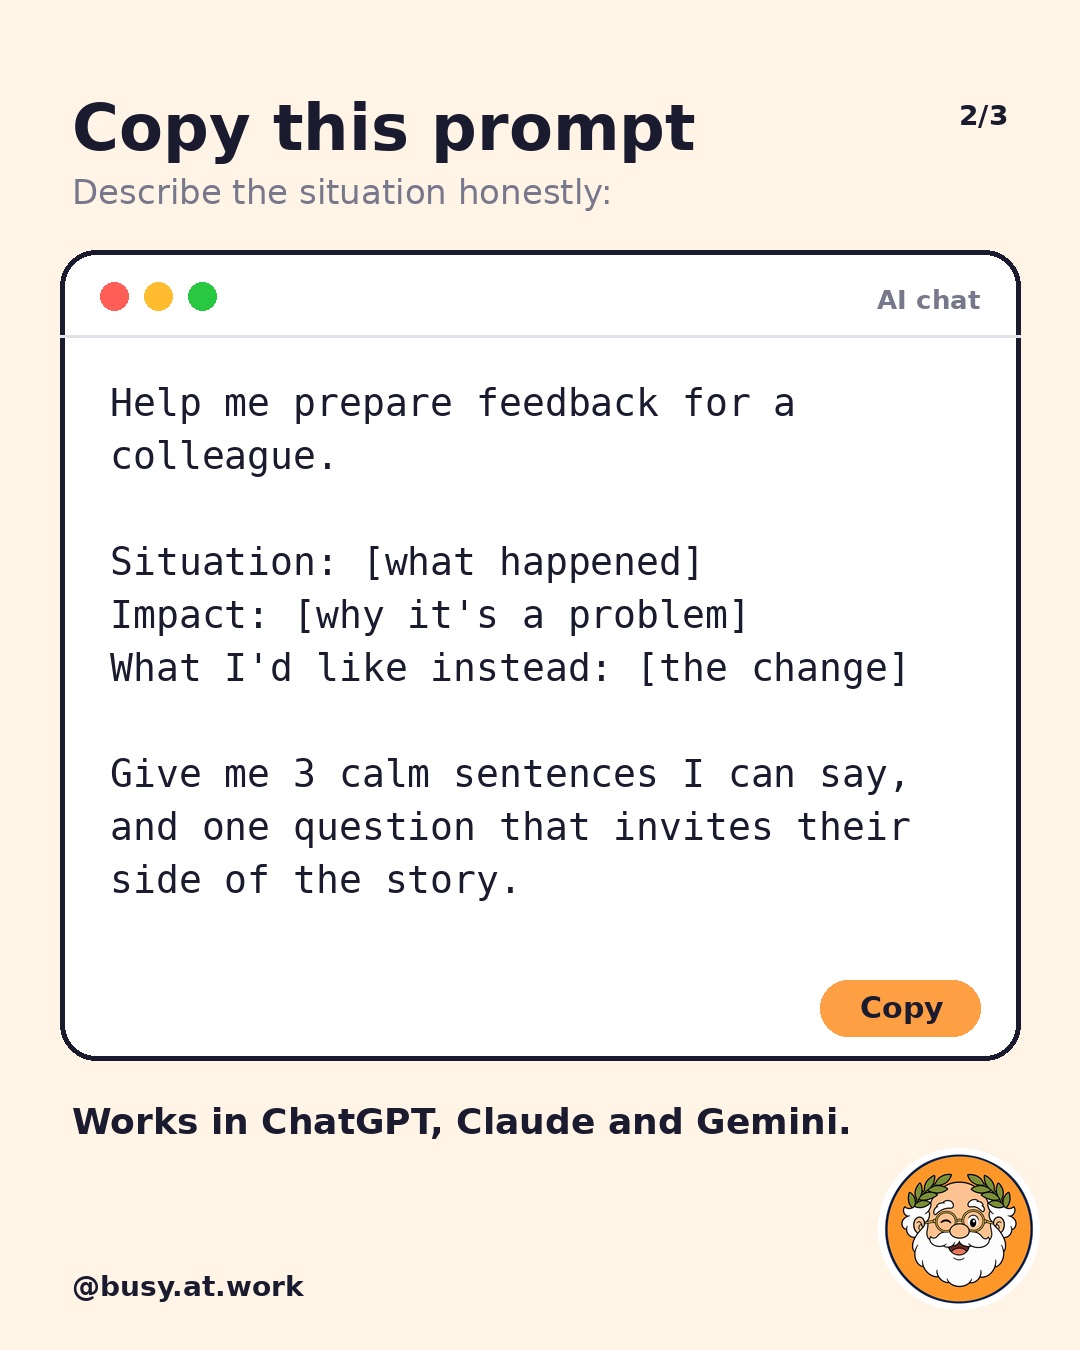 Copy this prompt
2/3
Describe the situation honestly:
AI chat
Help me prepare feedback for a
colleague.
Situation: [what happened]
Impact: [why it's a problem]
What I'd like instead: [the change]
Give me 3 calm sentences I can say,
and one question that invites their
side of the story.
Copy
Works in ChatGPT, Claude and Gemini.
@busy.at.work